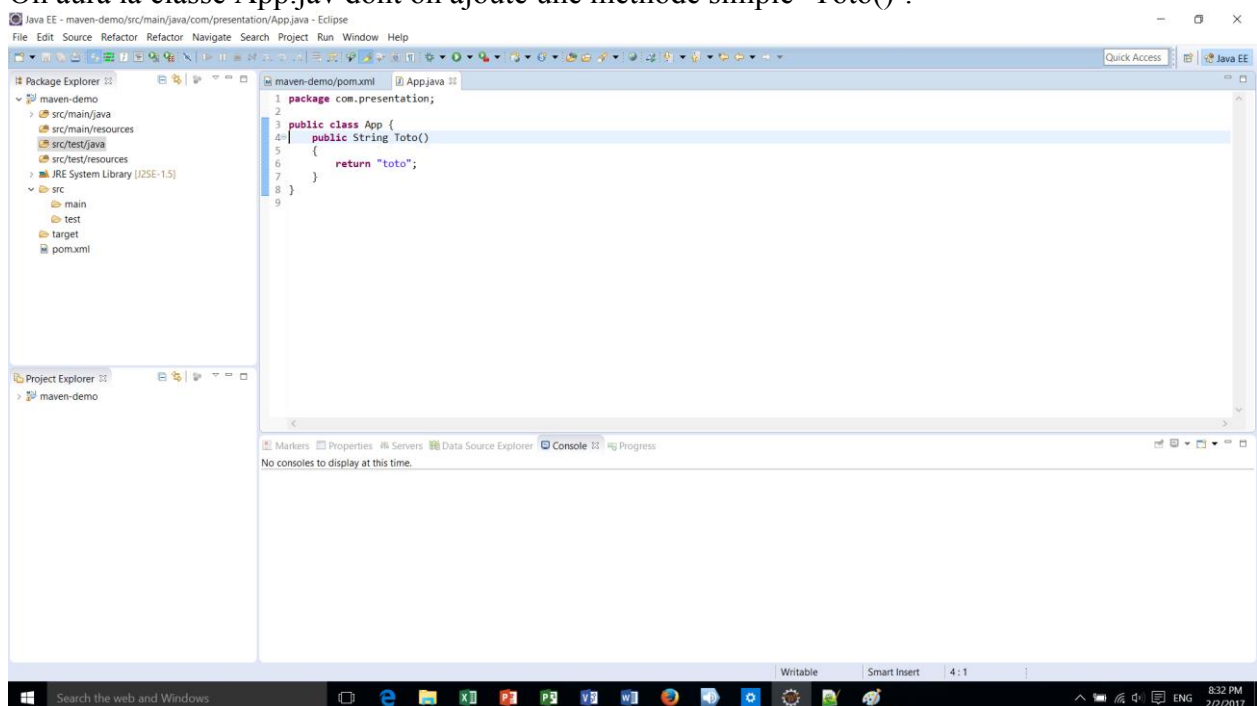 On aura la classe App.jav dont on ajoute une méthode simple "Toto()".
Java EE - maven-demo/src/main/java/com/presentation/App.java - Eclipse
File Edit Source Refactor Refactor Navigate Search Project Run Window Help
Quick Access
Java EE
Package Explorer
maven-demo/pom.xml
App.java
maven-demo
src/main/java
src/main/resources
src/test/java
src/test/resources
JRE System Library [J2SE-1.5]
src
main
test
target
pom.xml
1 package com.presentation;
2
3 public class App {
4 public String Toto()
5 {
6 return "toto";
7 }
8 }
9
Project Explorer
maven-demo
Markers Properties Servers Data Source Explorer Console Progress
No consoles to display at this time.
Writable Smart Insert 4 : 1
Search the web and Windows
ENG
8:32 PM
2/2/2017